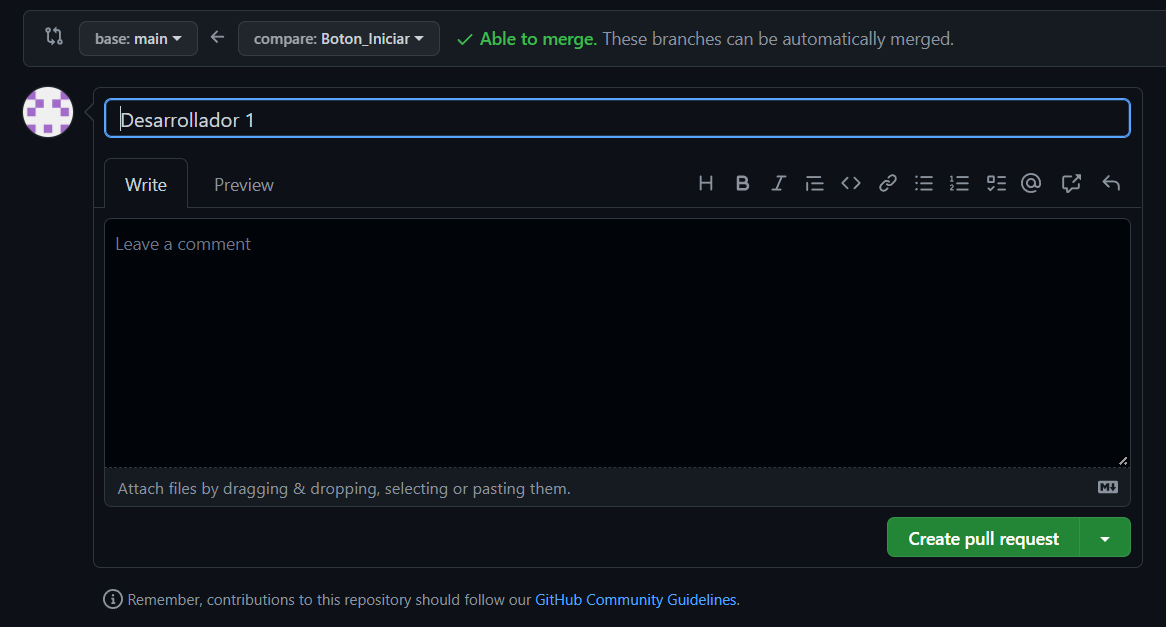 base: main compare: Boton_Iniciar Able to merge. These branches can be automatically merged.
Desarrollador 1
Write Preview
Leave a comment
Attach files by dragging & dropping, selecting or pasting them.
Create pull request
Remember, contributions to this repository should follow our GitHub Community Guidelines.